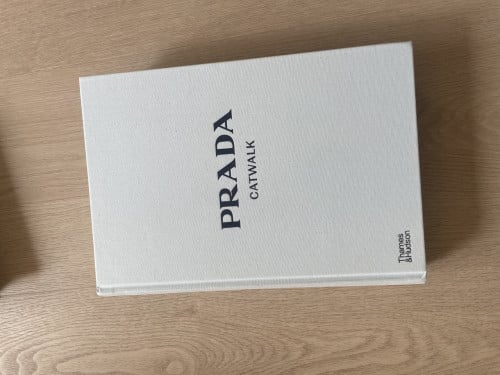 PRADA
CATWALK
Thames
&Hudson